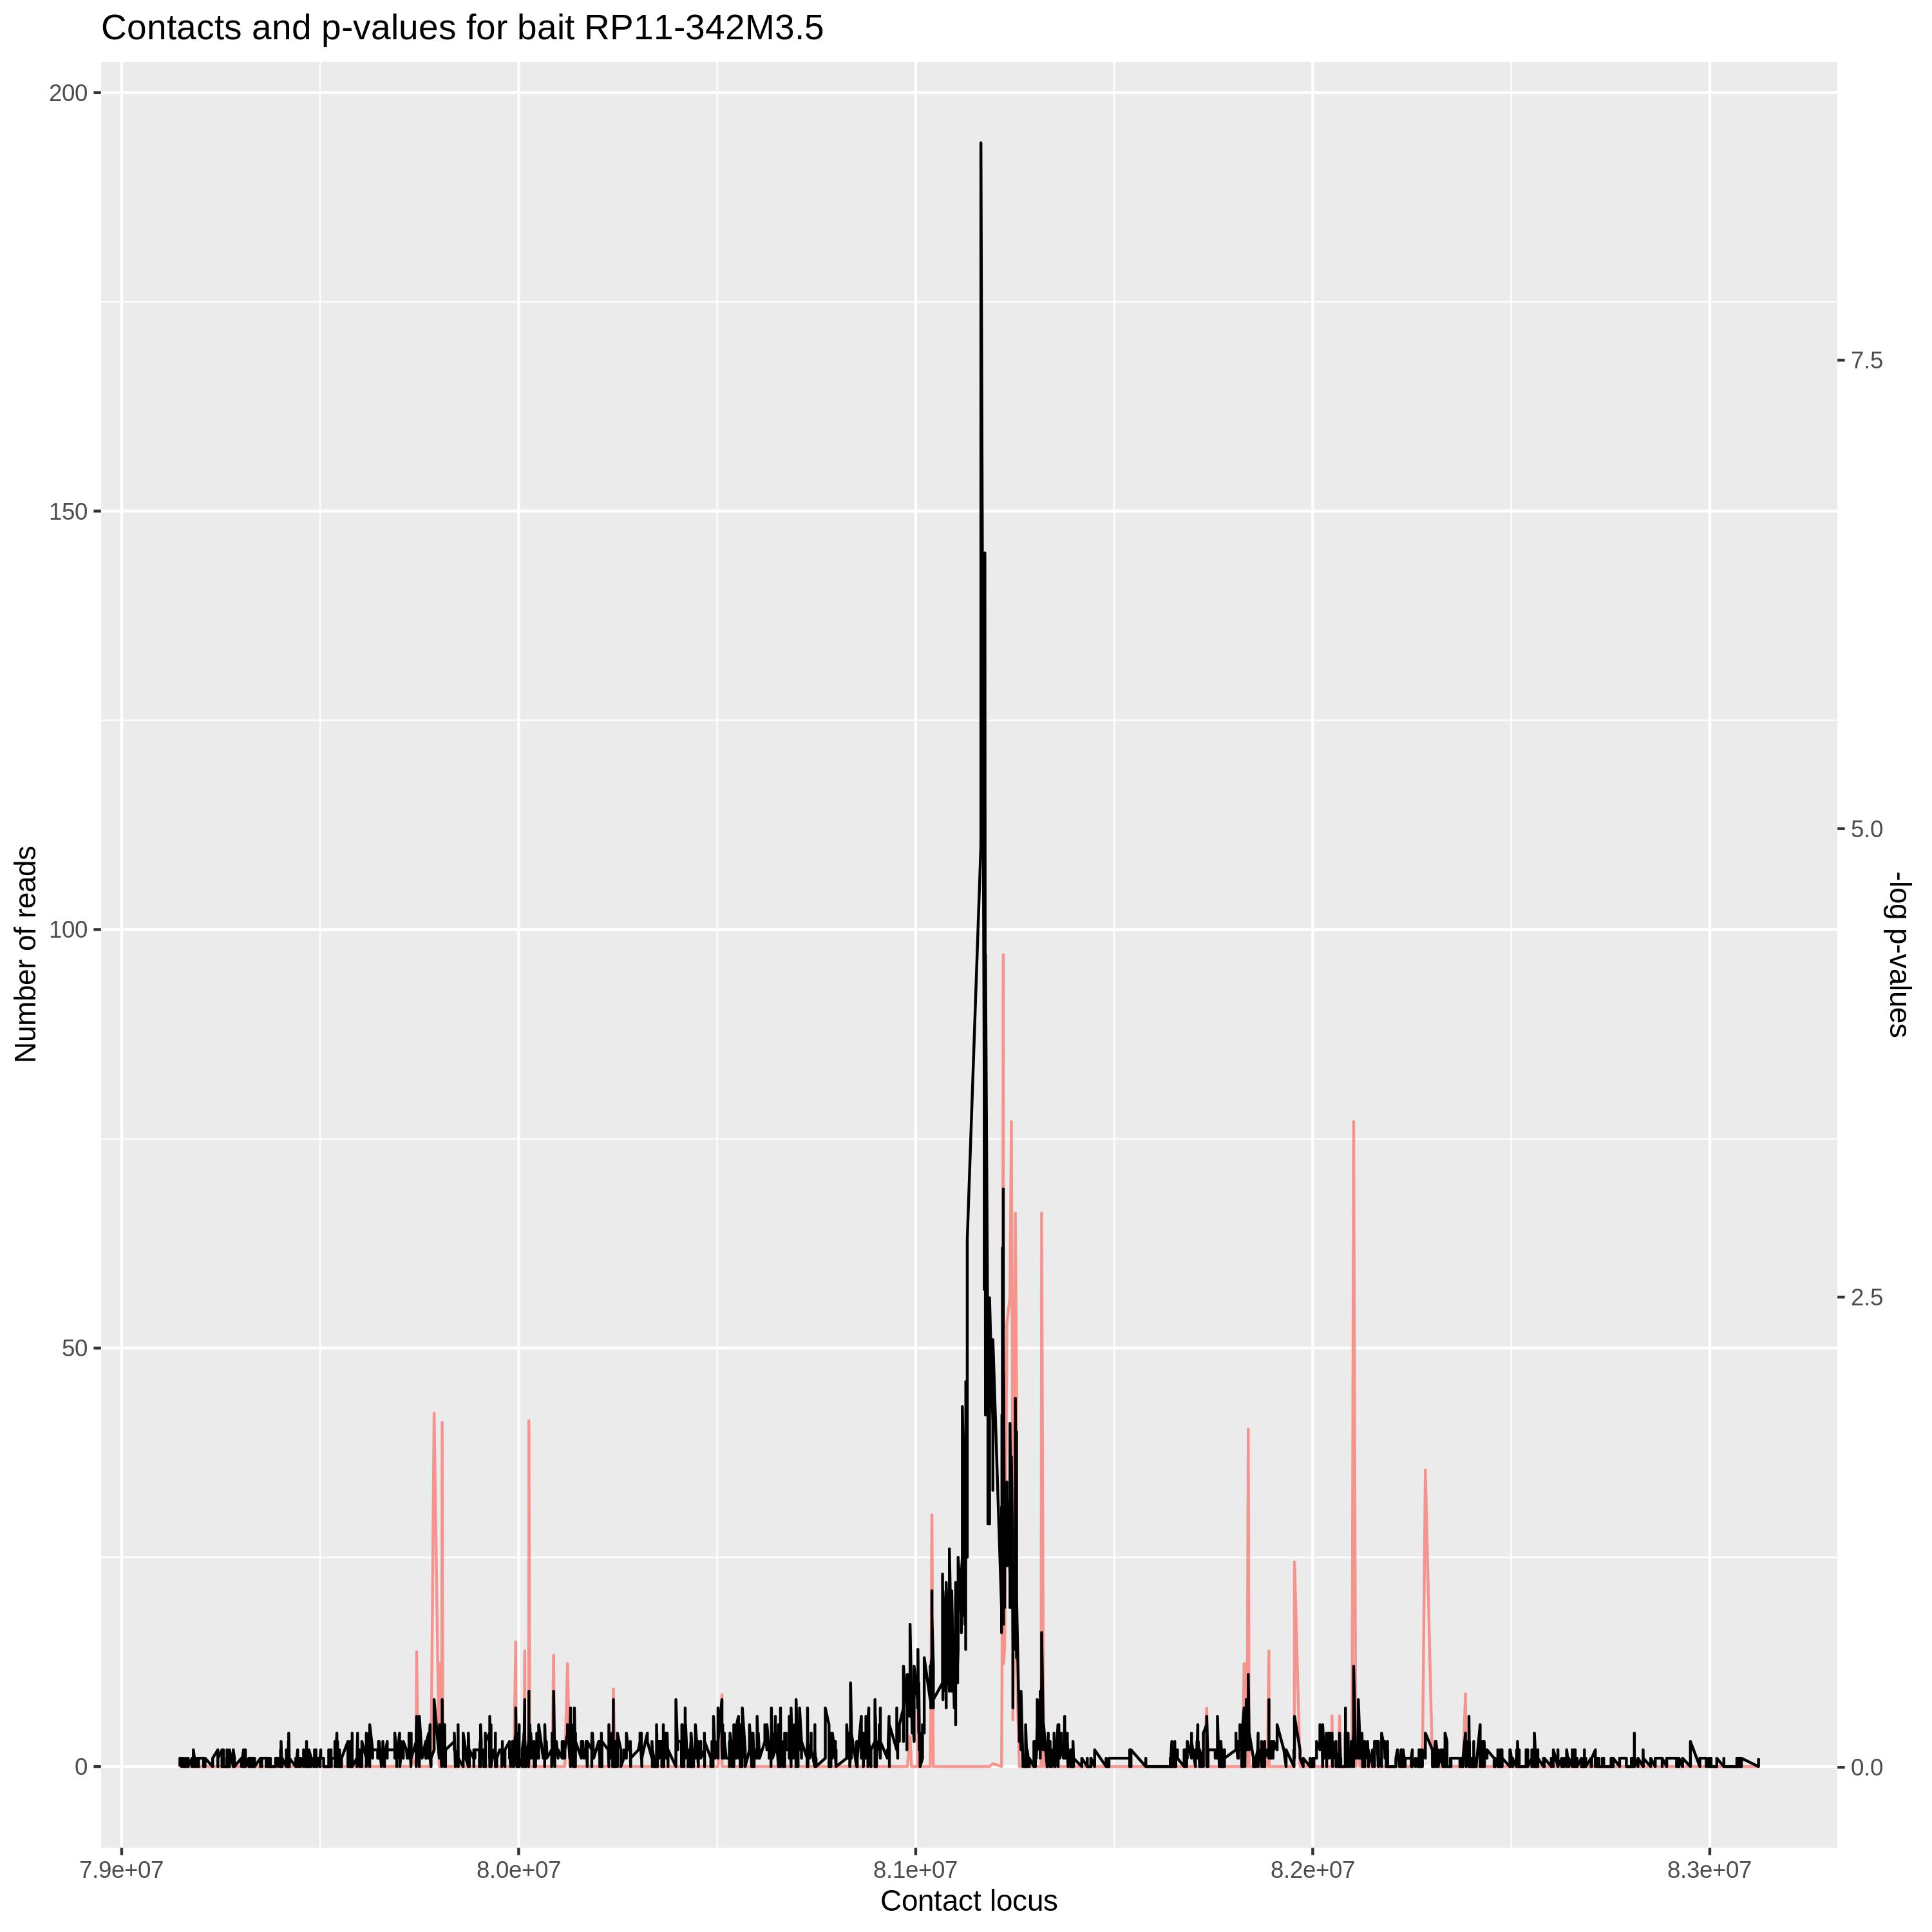 Contacts and p-values for bait RP11-342M3.5
200
150
100
50
0
Number of reads
7.5
5.0
2.5
0.0
-log p-values
7.9e+07 8.0e+07 8.1e+07 8.2e+07 8.3e+07
Contact locus